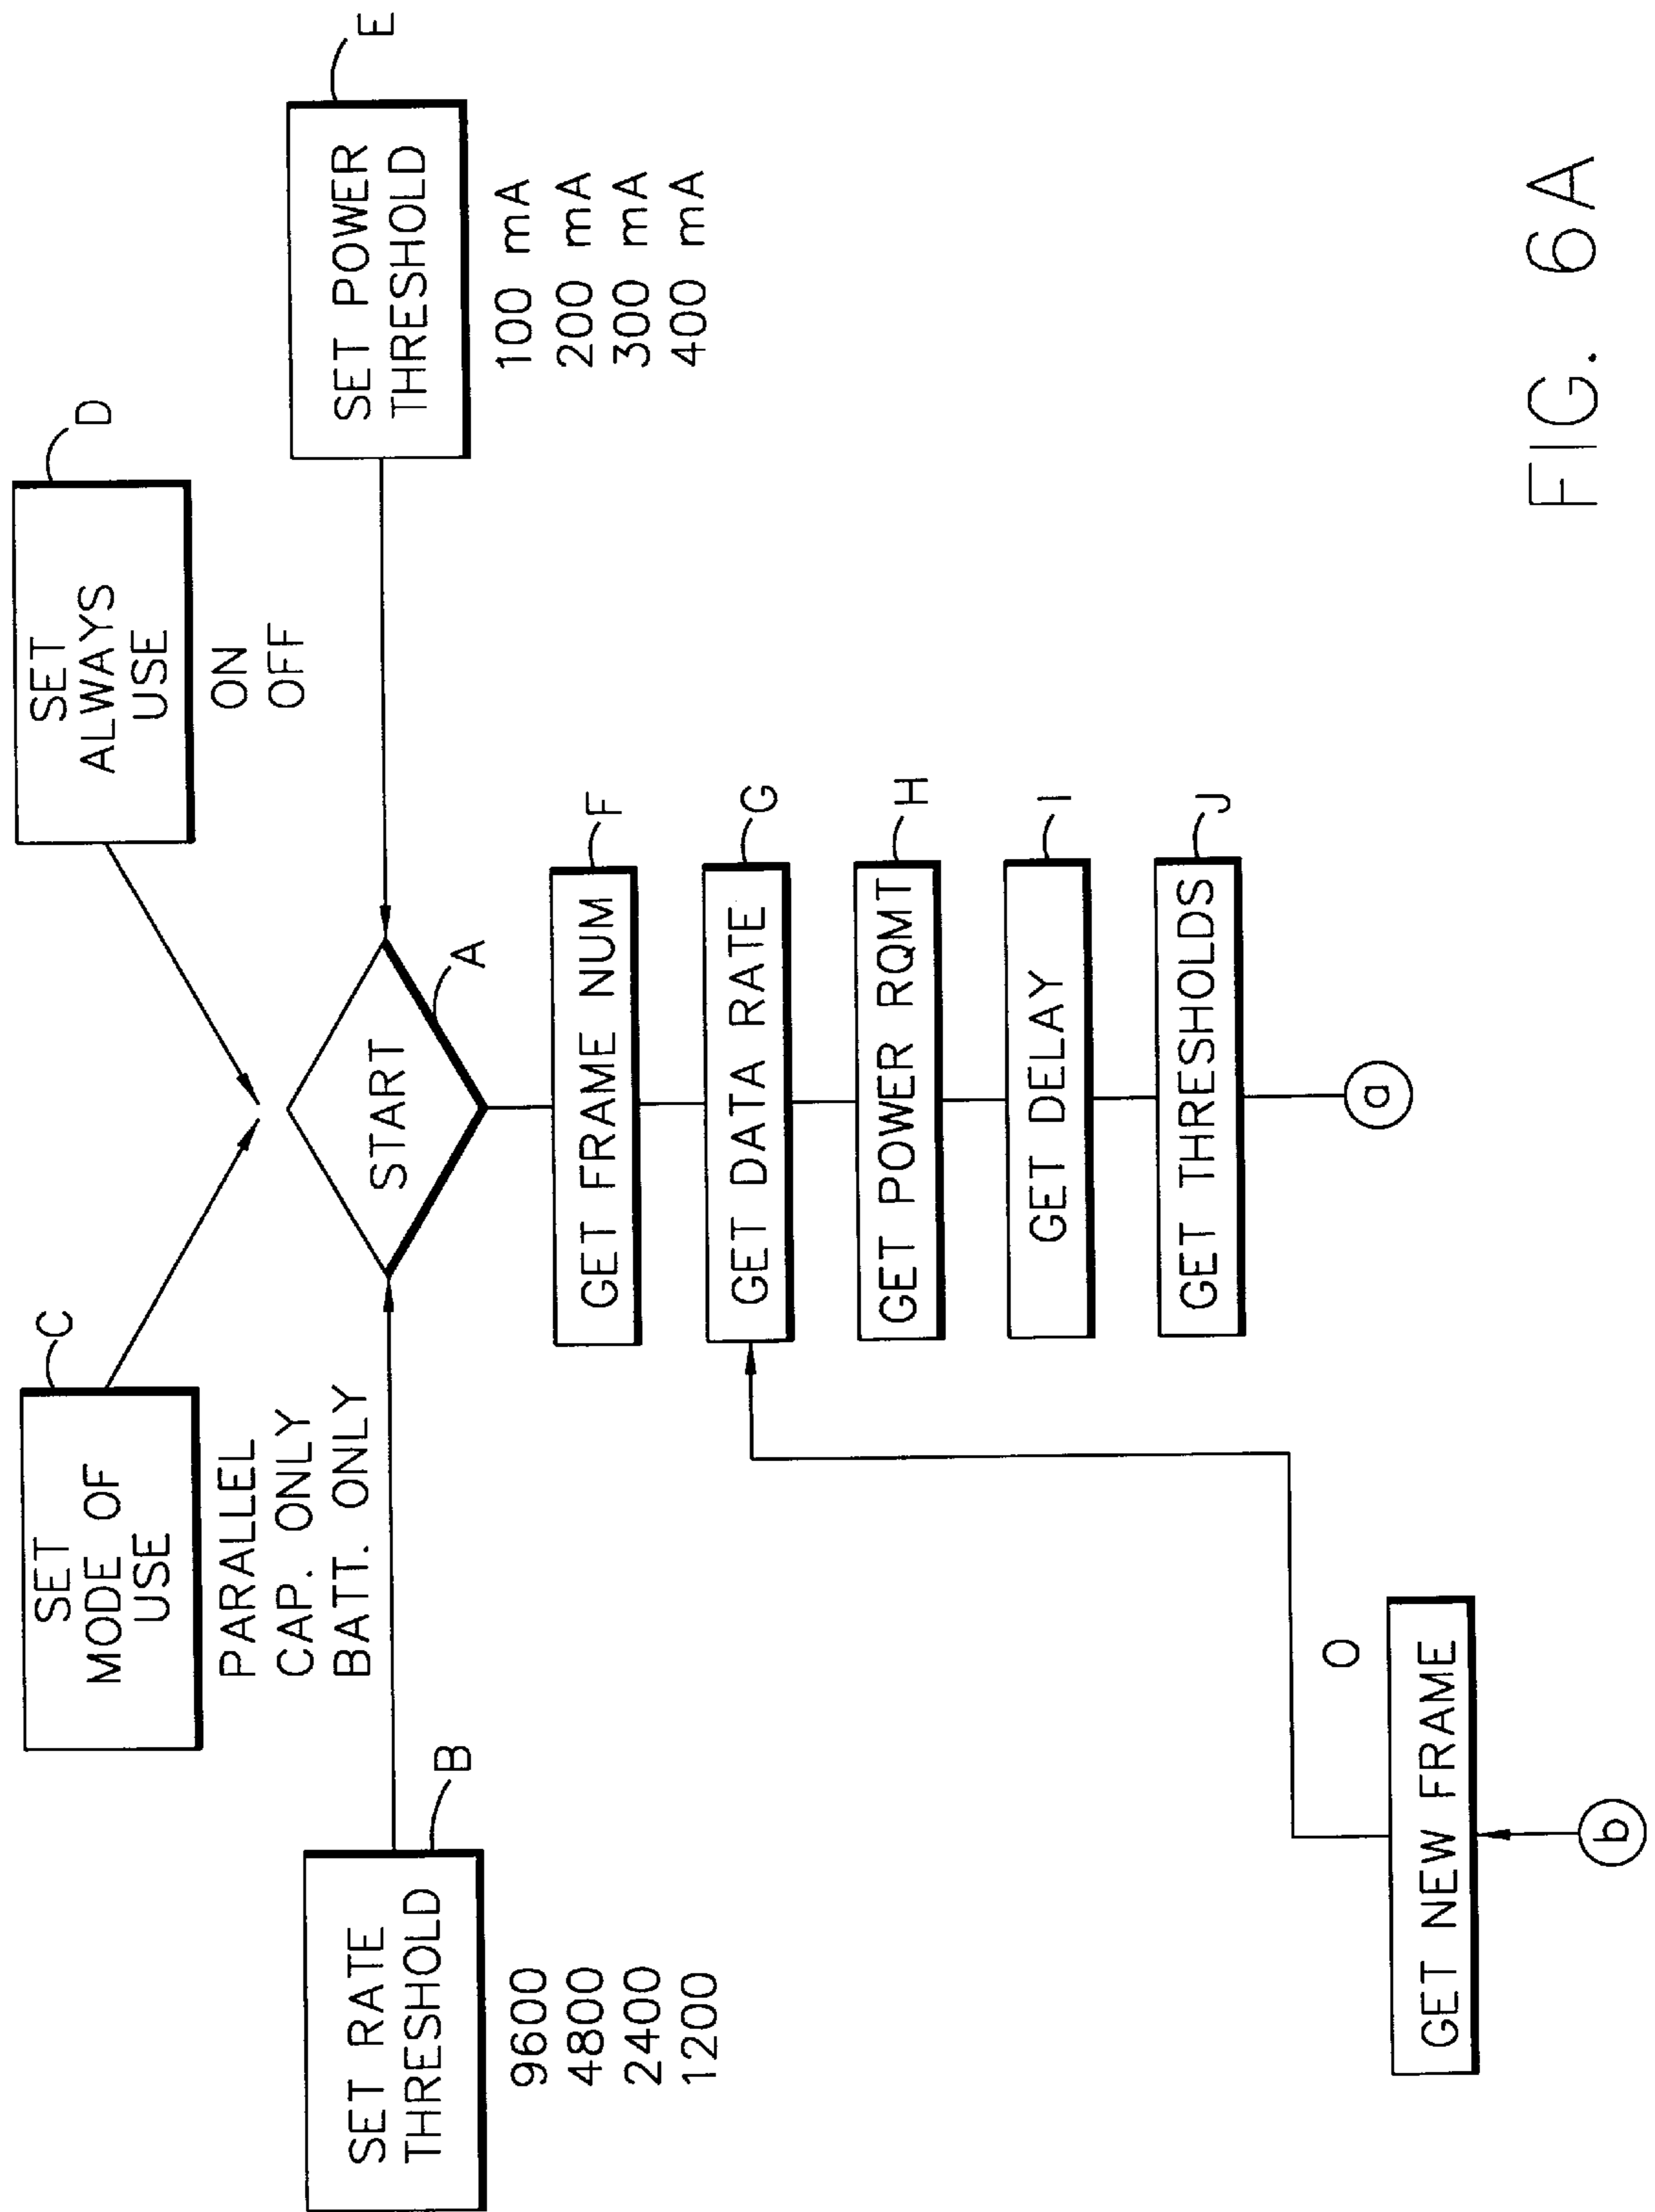 SET
MODE OF
USE
C
PARALLEL
CAP. ONLY
BATT. ONLY
SET
ALWAYS
USE
D
ON
OFF
SET RATE
THRESHOLD
B
9600
4800
2400
1200
START
A
SET POWER
THRESHOLD
E
100 mA
200 mA
300 mA
400 mA
GET FRAME NUM
F
GET DATA RATE
G
GET POWER RQMT
H
GET DELAY
I
GET THRESHOLDS
J
a
O
GET NEW FRAME
b
FIG. 6A